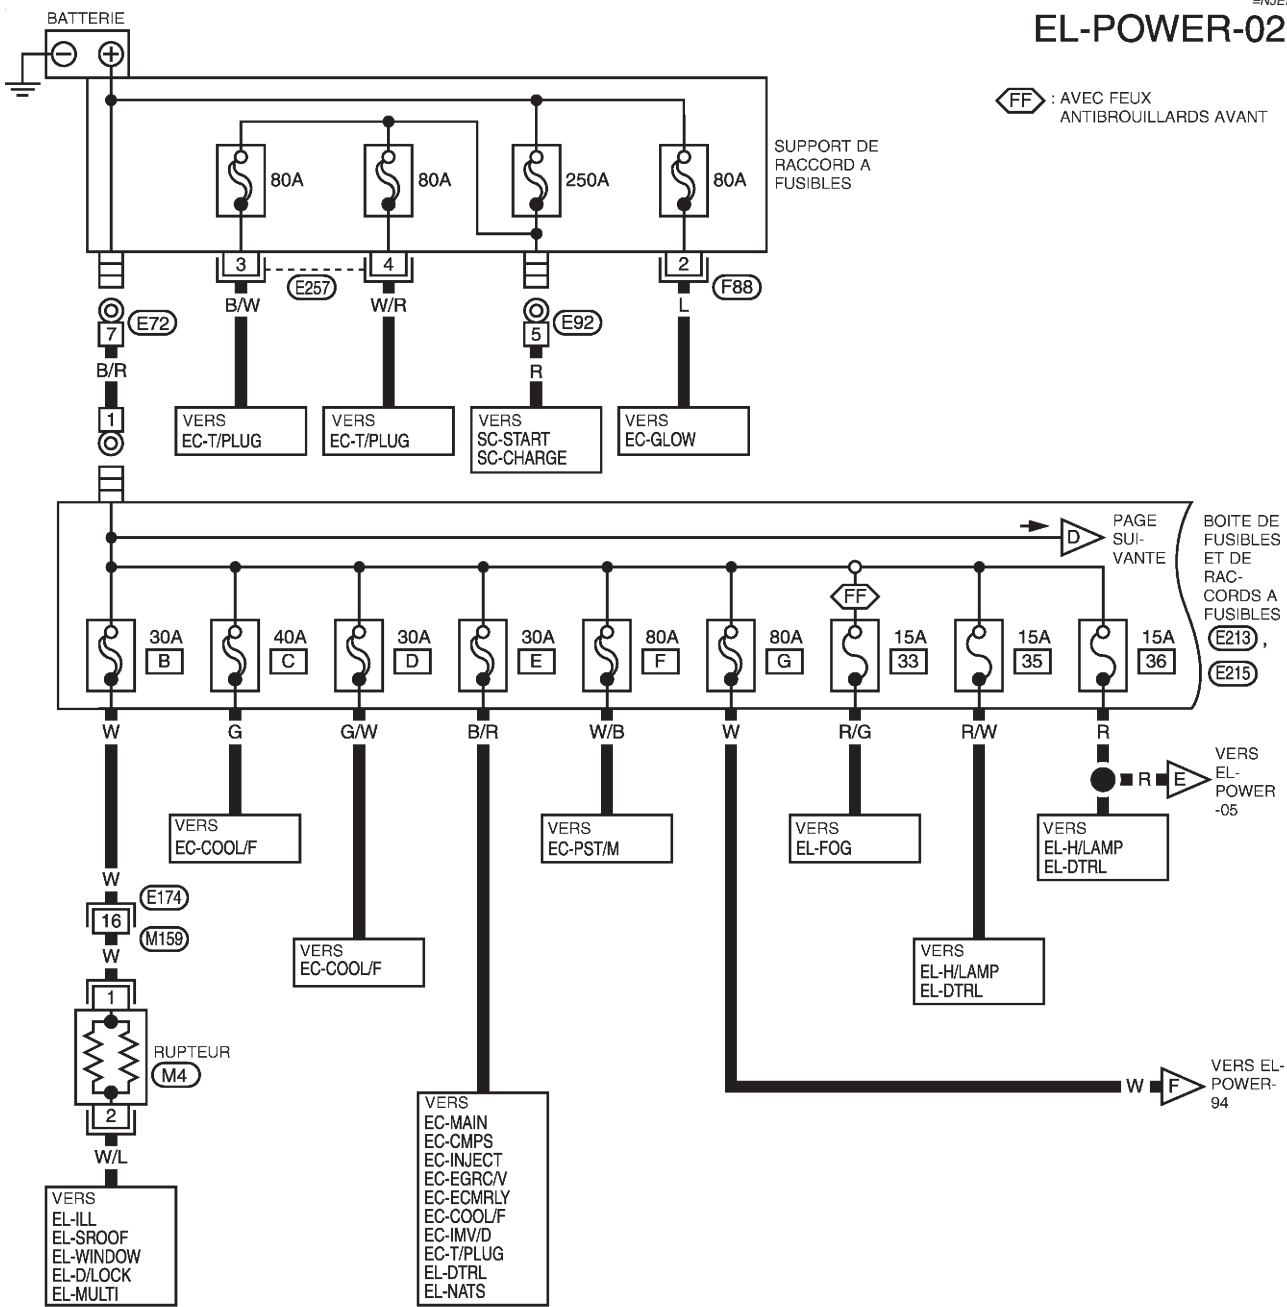 EL-POWER-02
BATTERIE
FF : AVEC FEUX
ANTIBROUILLARDS AVANT
80A
80A
250A
80A
SUPPORT DE
RACCORD A
FUSIBLES
3
4
2
E257
F88
B/W
W/R
L
7
E72
5
E92
B/R
R
1
VERS
EC-T/PLUG
VERS
EC-T/PLUG
VERS
SC-START
SC-CHARGE
VERS
EC-GLOW
D
PAGE
SUI-
VANTE
BOITE DE
FUSIBLES
ET DE
RAC-
CORDS A
FUSIBLES
E213 ,
E215
FF
30A
B
40A
C
30A
D
30A
E
80A
F
80A
G
15A
33
15A
35
15A
36
W
G
G/W
B/R
W/B
W
R/G
R/W
R
R
E
VERS
EL-
POWER
-05
VERS
EC-COOL/F
VERS
EC-PST/M
VERS
EL-FOG
VERS
EL-H/LAMP
EL-DTRL
W
E174
16
M159
W
VERS
EC-COOL/F
VERS
EL-H/LAMP
EL-DTRL
1
RUPTEUR
M4
2
W/L
W
F
VERS EL-
POWER-
94
VERS
EC-MAIN
EC-CMPS
EC-INJECT
EC-EGRC/V
EC-ECMRLY
EC-COOL/F
EC-IMV/D
EC-T/PLUG
EL-DTRL
EL-NATS
VERS
EL-ILL
EL-SROOF
EL-WINDOW
EL-D/LOCK
EL-MULTI